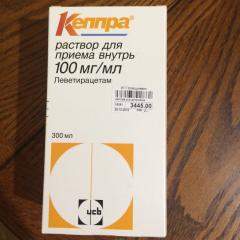 Кеппра®
раствор для
приема внутрь
100 мг/мл
Леветирацетам
3445.00
300 мл
ucb